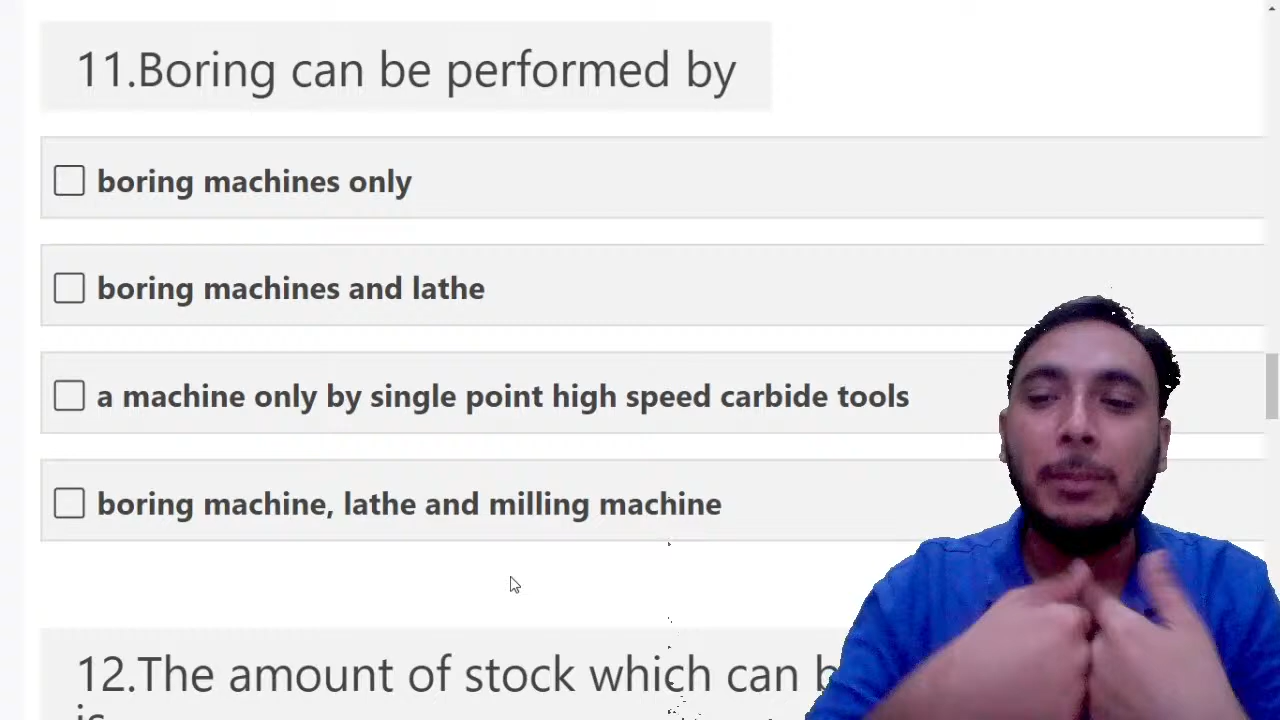 11.Boring can be performed by
boring machines only
boring machines and lathe
a machine only by single point high speed carbide tools
boring machine, lathe and milling machine
12.The amount of stock which can